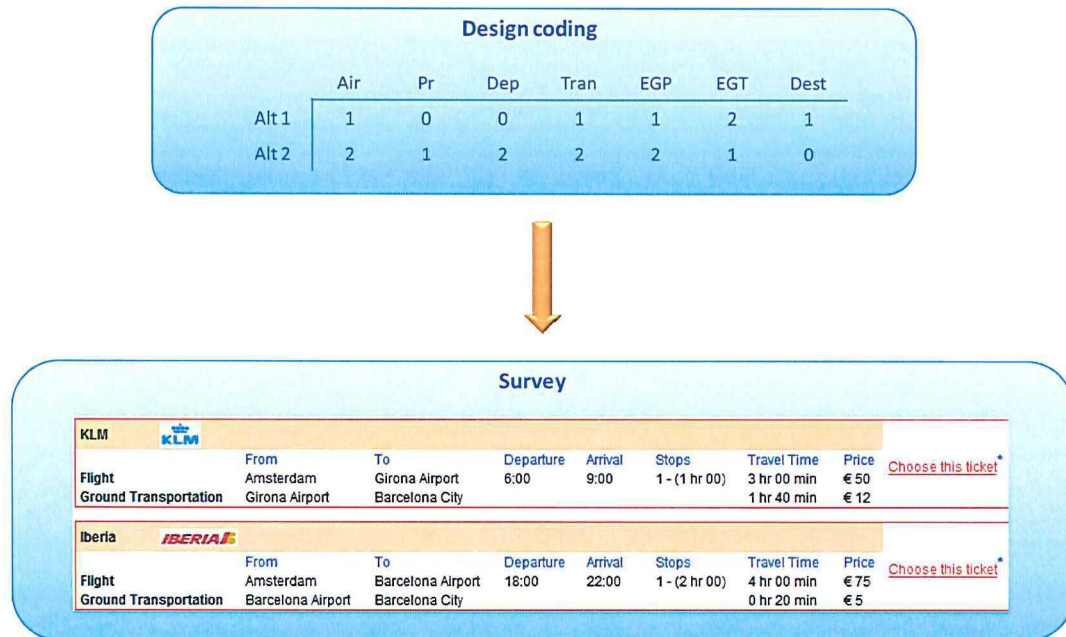 Design coding
Air Pr Dep Tran EGP EGT Dest
Alt 1 1 0 0 1 1 2 1
Alt 2 2 1 2 2 2 1 0
Survey
KLM KLM
From To Departure Arrival Stops Travel Time Price
Flight Amsterdam Girona Airport 6:00 9:00 1 - (1 hr 00) 3 hr 00 min € 50
Choose this ticket*
Ground Transportation Girona Airport Barcelona City 1 hr 40 min € 12
Iberia IBERIA
From To Departure Arrival Stops Travel Time Price
Flight Amsterdam Barcelona Airport 18:00 22:00 1 - (2 hr 00) 4 hr 00 min € 75
Choose this ticket*
Ground Transportation Barcelona Airport Barcelona City 0 hr 20 min € 5